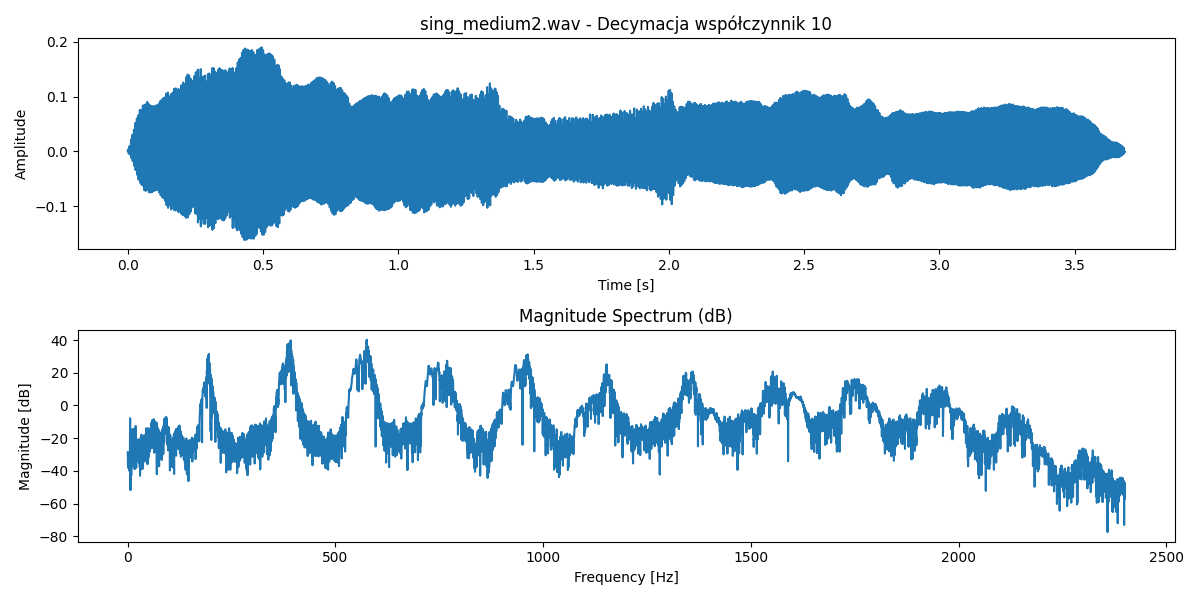 sing_medium2.wav - Decymacja współczynnik 10
0.2
0.1
0.0
−0.1
Amplitude
0.0 0.5 1.0 1.5 2.0 2.5 3.0 3.5
Time [s]
Magnitude Spectrum (dB)
40
20
0
−20
−40
−60
−80
Magnitude [dB]
0 500 1000 1500 2000 2500
Frequency [Hz]